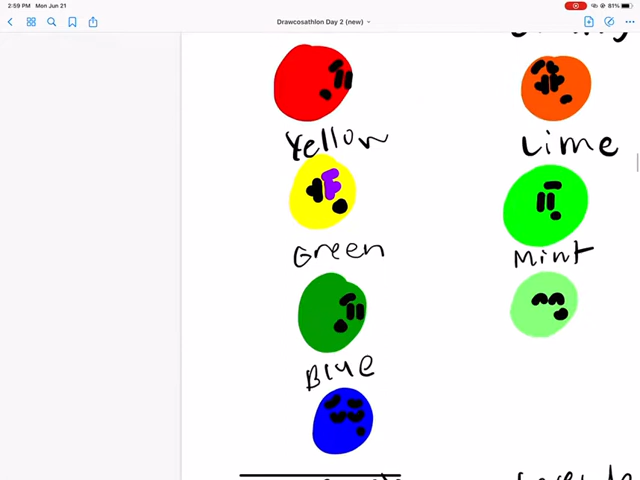 2:59 PM Mon Jun 21
81%
Drawcosathlon Day 2 (new)
Yellow
Lime
Green
Mint
Blue